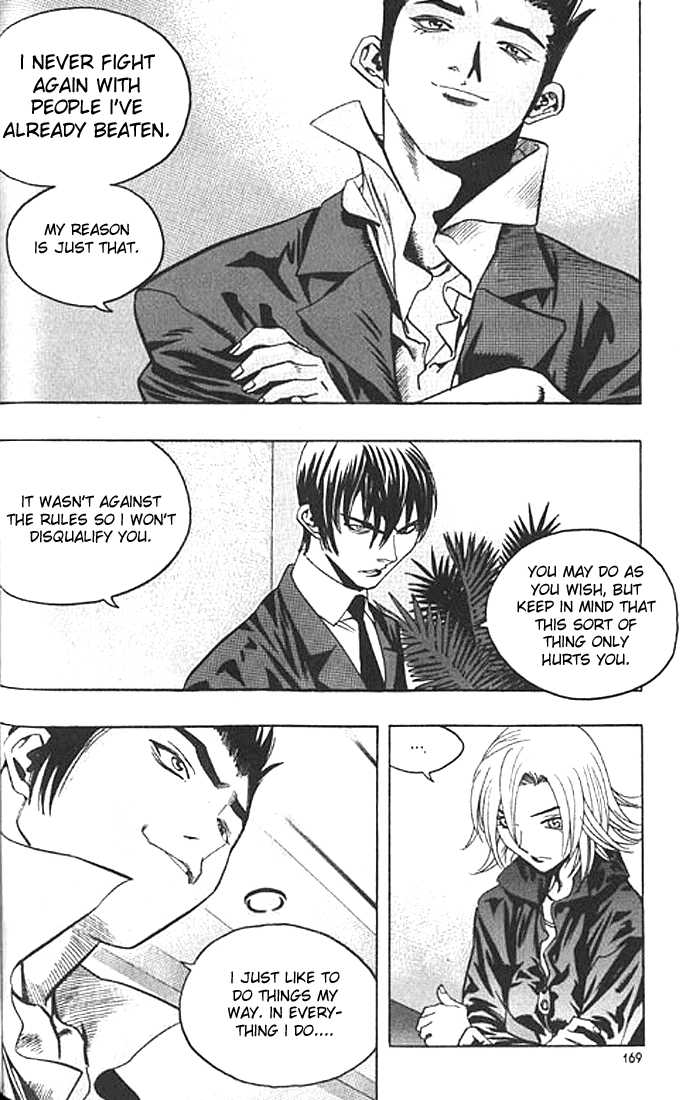 I NEVER FIGHT
AGAIN WITH
PEOPLE I'VE
ALREADY BEATEN.
MY REASON
IS JUST THAT.
IT WASN'T AGAINST
THE RULES SO I WON'T
DISQUALIFY YOU.
YOU MAY DO AS
YOU WISH, BUT
KEEP IN MIND THAT
THIS SORT OF
THING ONLY
HURTS YOU.
I JUST LIKE TO
DO THINGS MY
WAY. IN EVERY-
THING I DO....
...
169